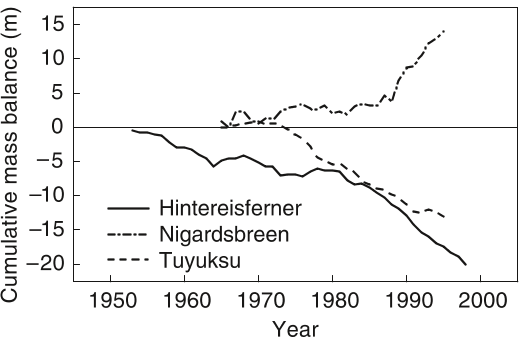 Cumulative mass balance (m)
15
10
5
0
−5
−10
−15
−20
Hintereisferner
Nigardsbreen
Tuyuksu
1950 1960 1970 1980 1990 2000
Year